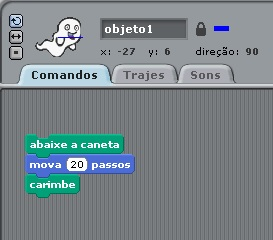 objeto1
x: -27 y: 6 direção: 90
Comandos Trajes Sons
abaixe a caneta
mova 20 passos
carimbe